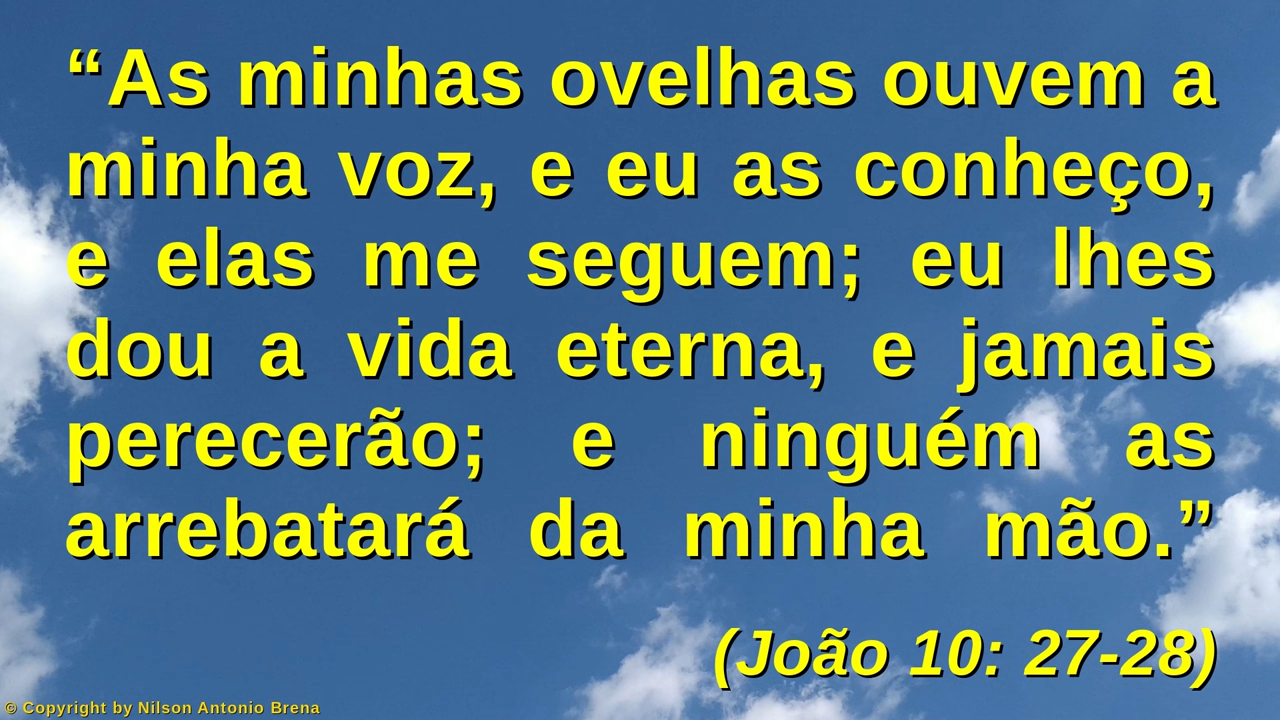 “As minhas ovelhas ouvem a
minha voz, e eu as conheço,
e elas me seguem; eu lhes
dou a vida eterna, e jamais
perecerão; e ninguém as
arrebatará da minha mão.”
(João 10: 27-28)
© Copyright by Nilson Antonio Brena